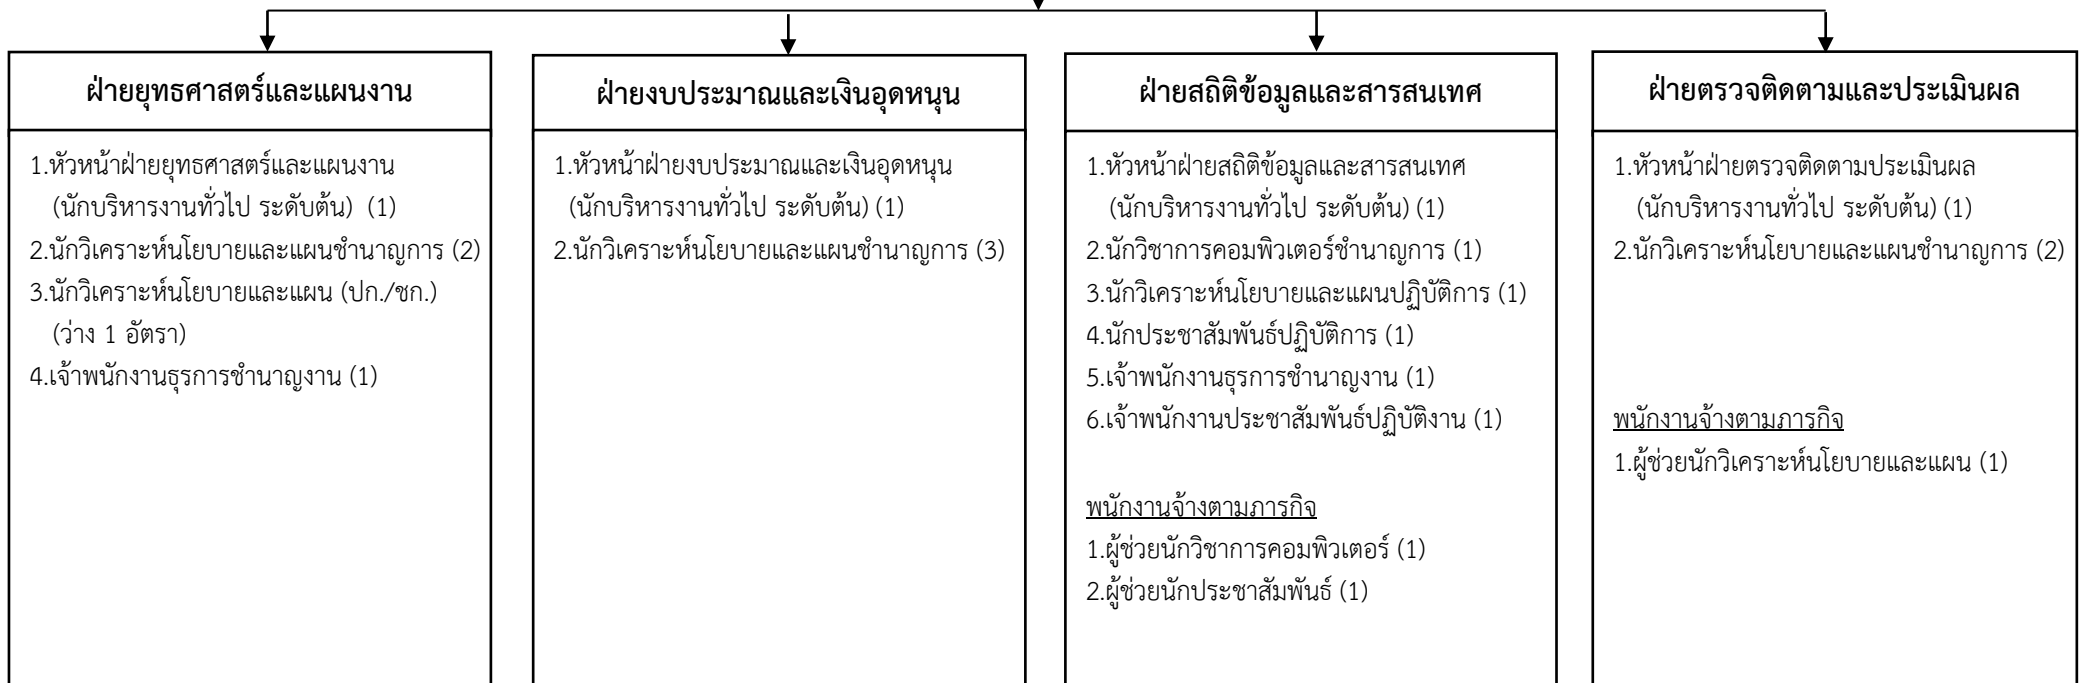 ฝ่ายยุทธศาสตร์และแผนงาน
1.หัวหน้าฝ่ายยุทธศาสตร์และแผนงาน
(นักบริหารงานทั่วไป ระดับต้น) (1)
2.นักวิเคราะห์นโยบายและแผนชำนาญการ (2)
3.นักวิเคราะห์นโยบายและแผน (ปก./ชก.)
(ว่าง 1 อัตรา)
4.เจ้าพนักงานธุรการชำนาญงาน (1)
ฝ่ายงบประมาณและเงินอุดหนุน
1.หัวหน้าฝ่ายงบประมาณและเงินอุดหนุน
(นักบริหารงานทั่วไป ระดับต้น) (1)
2.นักวิเคราะห์นโยบายและแผนชำนาญการ (3)
ฝ่ายสถิติข้อมูลและสารสนเทศ
1.หัวหน้าฝ่ายสถิติข้อมูลและสารสนเทศ
(นักบริหารงานทั่วไป ระดับต้น) (1)
2.นักวิชาการคอมพิวเตอร์ชำนาญการ (1)
3.นักวิเคราะห์นโยบายและแผนปฏิบัติการ (1)
4.นักประชาสัมพันธ์ปฏิบัติการ (1)
5.เจ้าพนักงานธุรการชำนาญงาน (1)
6.เจ้าพนักงานประชาสัมพันธ์ปฏิบัติงาน (1)
พนักงานจ้างตามภารกิจ
1.ผู้ช่วยนักวิชาการคอมพิวเตอร์ (1)
2.ผู้ช่วยนักประชาสัมพันธ์ (1)
ฝ่ายตรวจติดตามและประเมินผล
1.หัวหน้าฝ่ายตรวจติดตามประเมินผล
(นักบริหารงานทั่วไป ระดับต้น) (1)
2.นักวิเคราะห์นโยบายและแผนชำนาญการ (2)
พนักงานจ้างตามภารกิจ
1.ผู้ช่วยนักวิเคราะห์นโยบายและแผน (1)